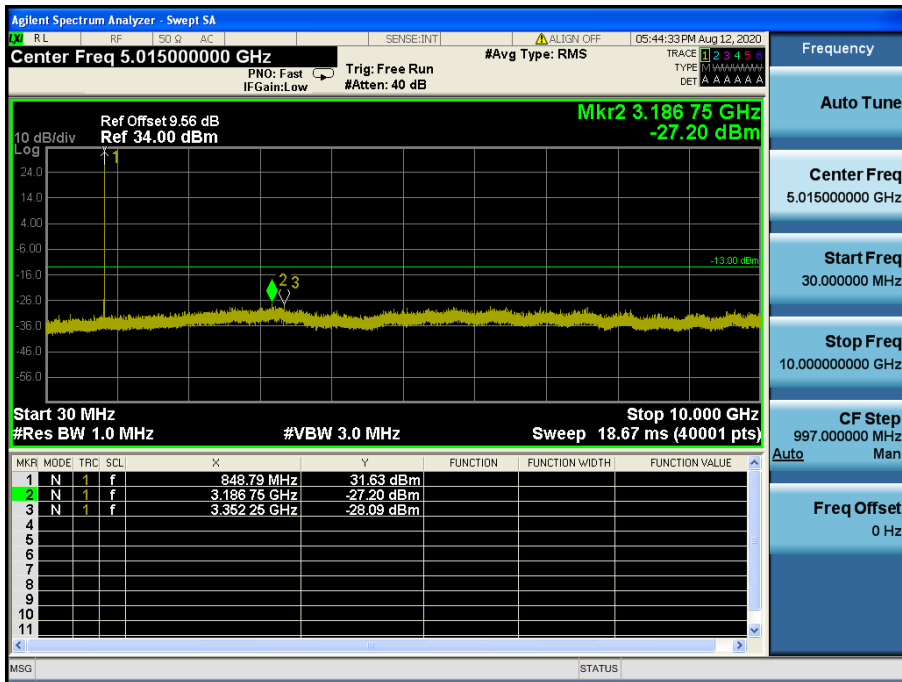 Agilent Spectrum Analyzer - Swept SA
LXI RL RF 50 Ω AC SENSE:INT ALIGN OFF 05:44:33 PM Aug 12, 2020
Center Freq 5.015000000 GHz
PNO: Fast
IFGain:Low
Trig: Free Run
#Atten: 40 dB
#Avg Type: RMS
TRACE 1 2 3 4 5 6
TYPE M WWWWW
DET A A A A A A
Frequency
Auto Tune
Center Freq
5.015000000 GHz
Start Freq
30.000000 MHz
Stop Freq
10.000000000 GHz
CF Step
997.000000 MHz
Auto Man
Freq Offset
0 Hz
Mkr2 3.186 75 GHz
-27.20 dBm
Ref Offset 9.56 dB
10 dB/div Ref 34.00 dBm
Log
1
24.0
14.0
4.00
-6.00
-13.00 dBm
-16.0
2 3
-26.0
-36.0
-46.0
-56.0
Start 30 MHz Stop 10.000 GHz
#Res BW 1.0 MHz #VBW 3.0 MHz Sweep 18.67 ms (40001 pts)
MKR MODE TRC SCL X Y FUNCTION FUNCTION WIDTH FUNCTION VALUE
1 N 1 f 848.79 MHz 31.63 dBm
2 N 1 f 3.186 75 GHz -27.20 dBm
3 N 1 f 3.352 25 GHz -28.09 dBm
4
5
6
7
8
9
10
11
MSG STATUS